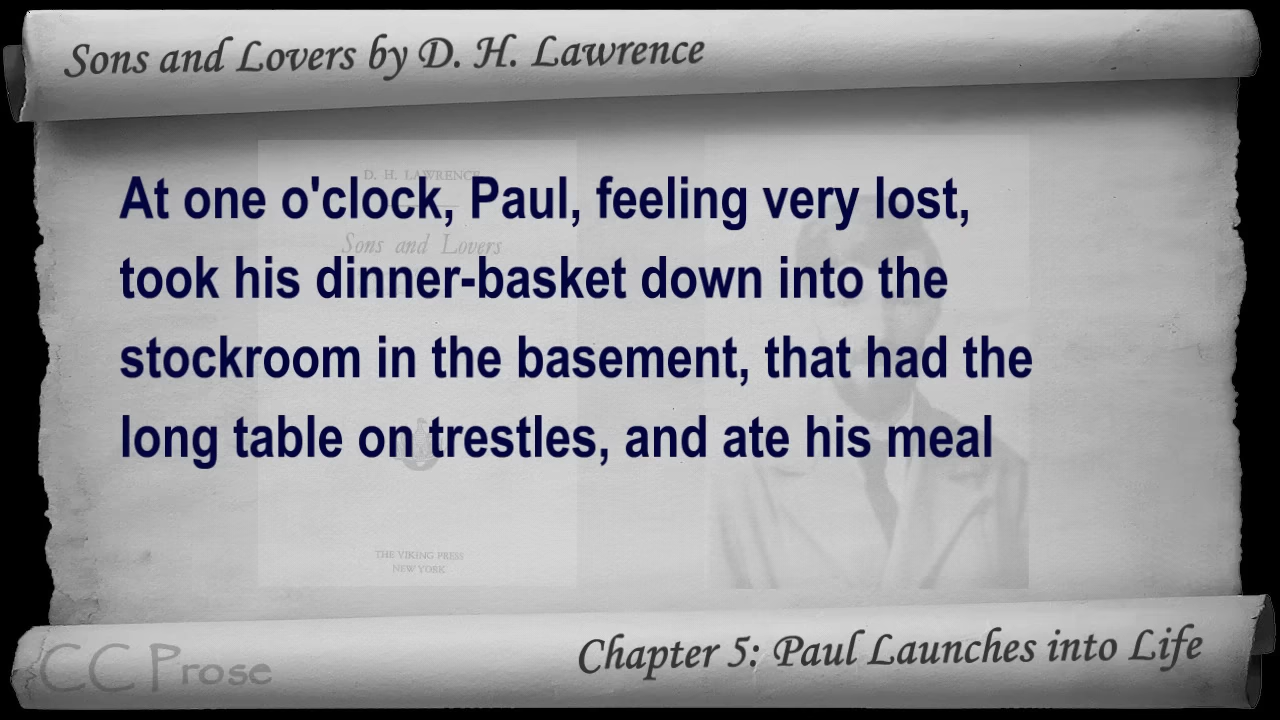 Sons and Lovers by D. H. Lawrence
D. H. LAWRENCE
At one o'clock, Paul, feeling very lost,
Sons and Lovers
took his dinner-basket down into the
stockroom in the basement, that had the
long table on trestles, and ate his meal
THE VIKING PRESS
NEW YORK
Chapter 5: Paul Launches into Life
CC Prose